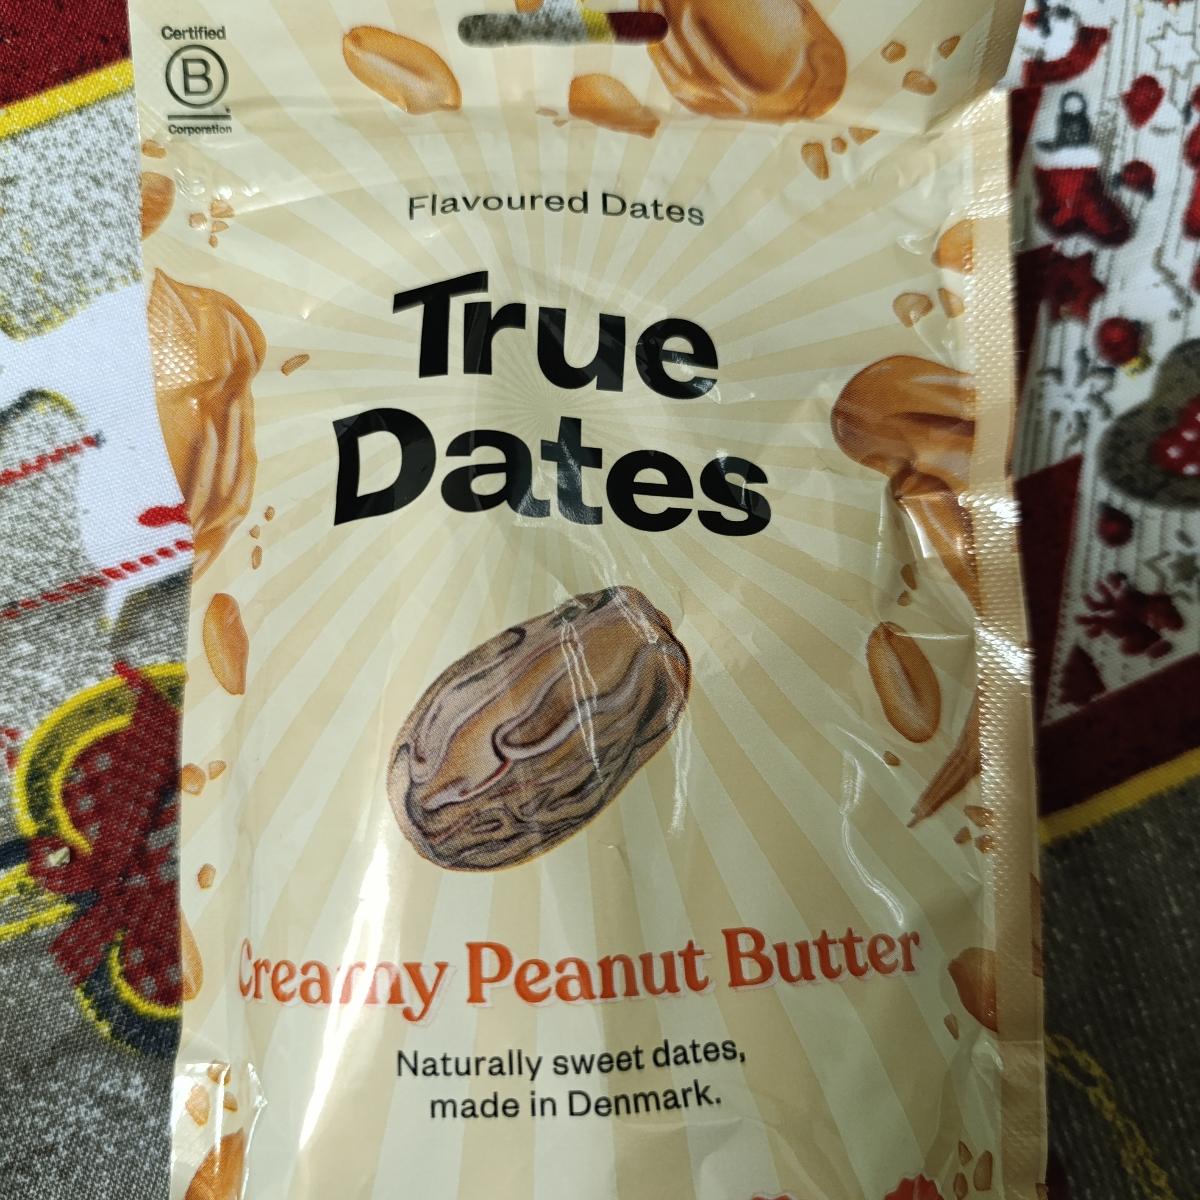 Certified
B
Corporation
Flavoured Dates
True
Dates
Creamy Peanut Butter
Naturally sweet dates,
made in Denmark.